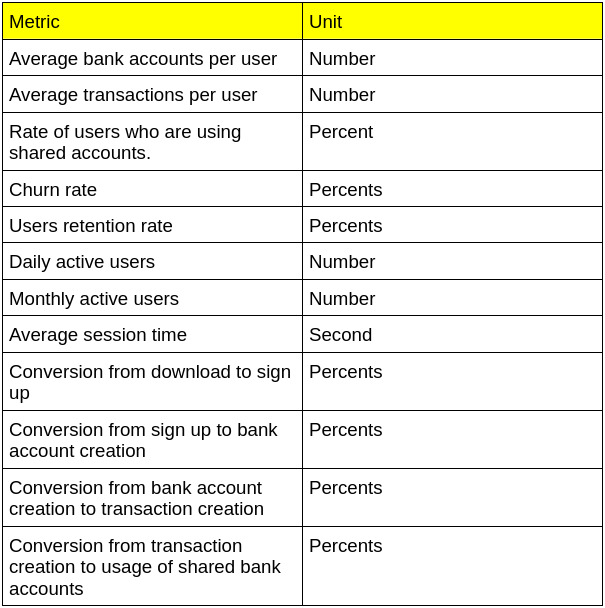 Metric Unit
Average bank accounts per user Number
Average transactions per user Number
Rate of users who are using Percent
shared accounts.
Churn rate Percents
Users retention rate Percents
Daily active users Number
Monthly active users Number
Average session time Second
Conversion from download to sign Percents
up
Conversion from sign up to bank Percents
account creation
Conversion from bank account Percents
creation to transaction creation
Conversion from transaction Percents
creation to usage of shared bank
accounts